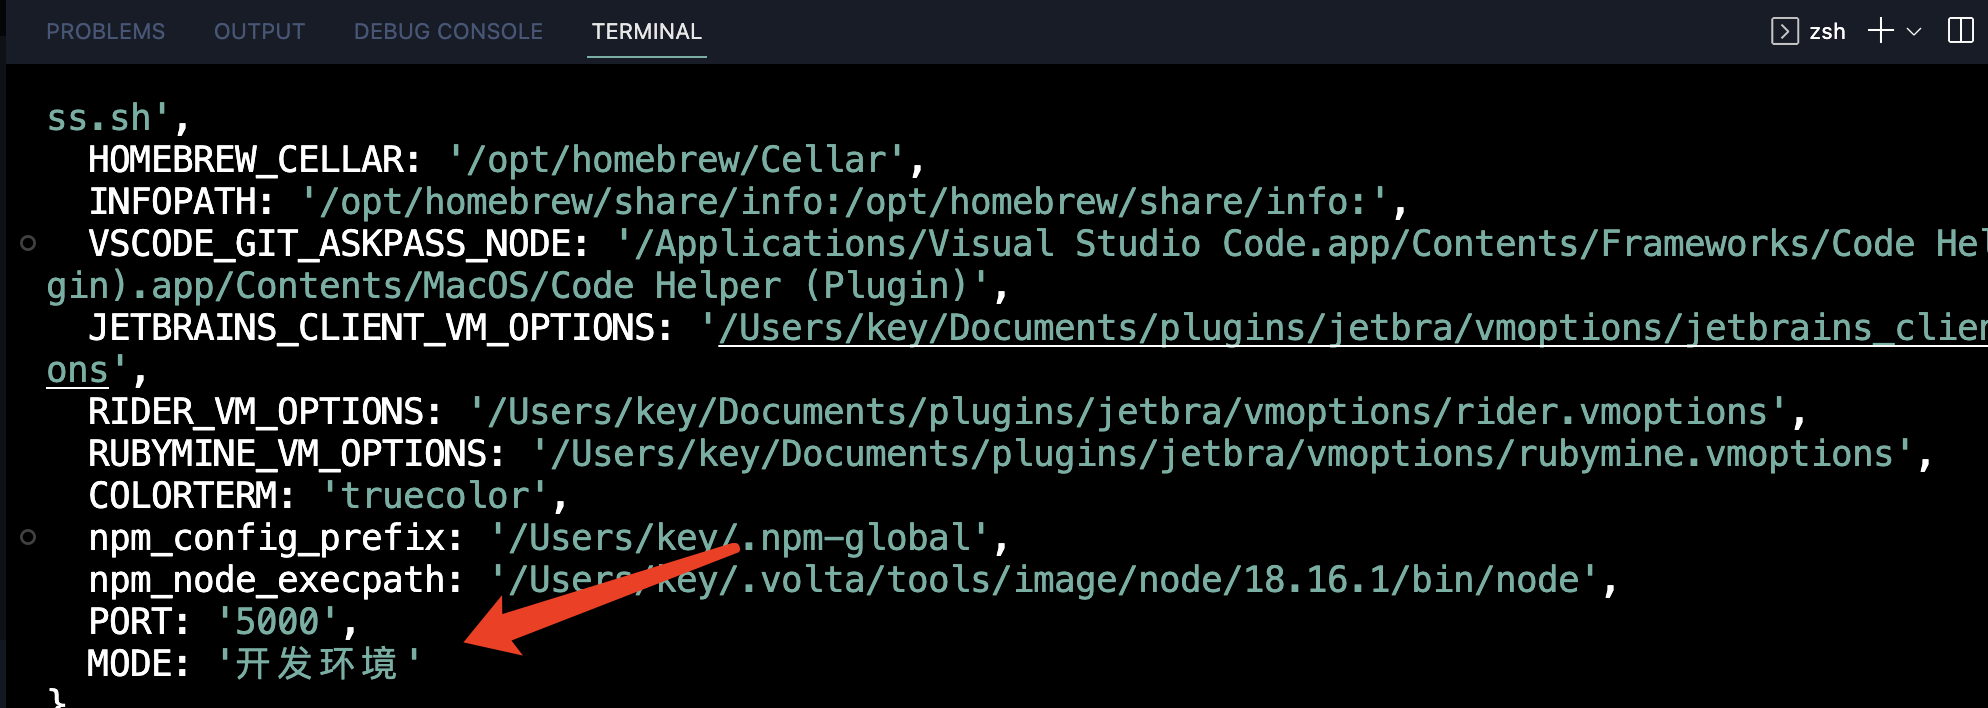 PROBLEMS OUTPUT DEBUG CONSOLE TERMINAL zsh
ss.sh',
HOMEBREW_CELLAR: '/opt/homebrew/Cellar',
INFOPATH: '/opt/homebrew/share/info:/opt/homebrew/share/info:',
VSCODE_GIT_ASKPASS_NODE: '/Applications/Visual Studio Code.app/Contents/Frameworks/Code Hel
gin).app/Contents/MacOS/Code Helper (Plugin)',
JETBRAINS_CLIENT_VM_OPTIONS: '/Users/key/Documents/plugins/jetbra/vmoptions/jetbrains_clien
ons',
RIDER_VM_OPTIONS: '/Users/key/Documents/plugins/jetbra/vmoptions/rider.vmoptions',
RUBYMINE_VM_OPTIONS: '/Users/key/Documents/plugins/jetbra/vmoptions/rubymine.vmoptions',
COLORTERM: 'truecolor',
npm_config_prefix: '/Users/key/.npm-global',
npm_node_execpath: '/Users/key/.volta/tools/image/node/18.16.1/bin/node',
PORT: '5000',
MODE: '开发环境'
}